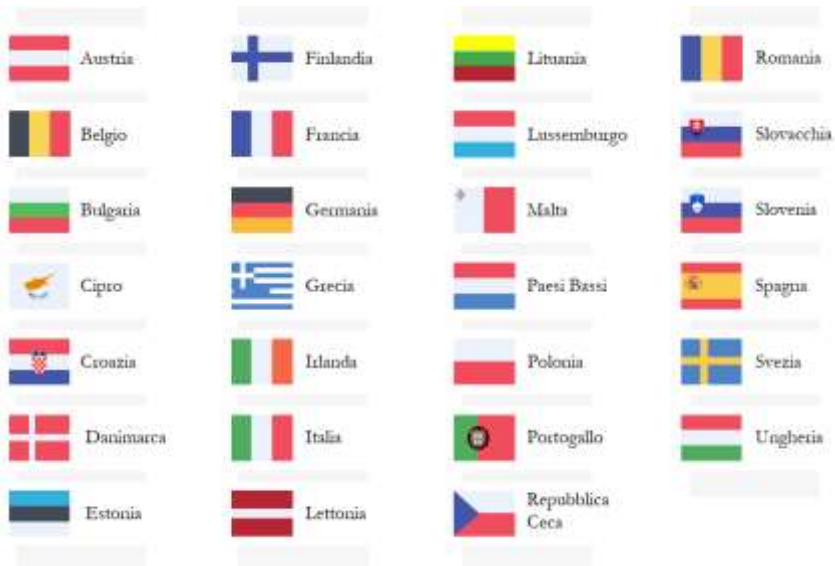 Austria
Belgio
Bulgaria
Cipro
Croazia
Danimarca
Estonia
Finlandia
Francia
Germania
Grecia
Irlanda
Italia
Lettonia
Lituania
Lussemburgo
Malta
Paesi Bassi
Polonia
Portogallo
Repubblica
Ceca
Romania
Slovacchia
Slovenia
Spagna
Svezia
Ungheria